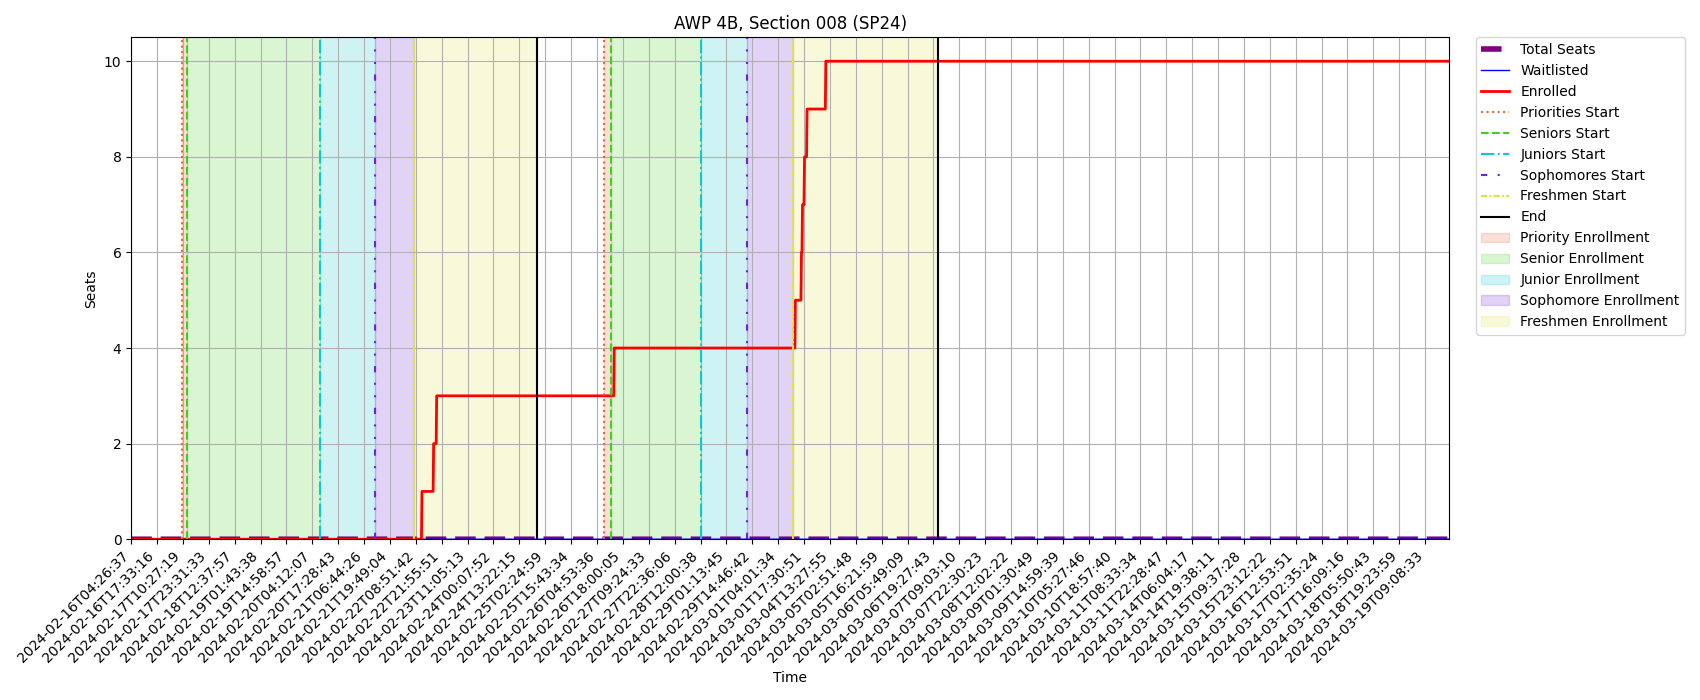 AWP 4B, Section 008 (SP24)
Seats
10
8
6
4
2
0
2024-02-16T04:26:37
2024-02-16T17:33:16
2024-02-17T10:27:19
2024-02-17T23:31:33
2024-02-18T12:37:57
2024-02-19T01:43:38
2024-02-19T14:58:57
2024-02-20T04:12:07
2024-02-20T17:28:43
2024-02-21T06:44:26
2024-02-21T19:49:04
2024-02-22T08:51:42
2024-02-22T21:55:51
2024-02-23T11:05:13
2024-02-24T00:07:52
2024-02-24T13:22:15
2024-02-25T02:24:59
2024-02-25T15:43:34
2024-02-26T04:53:36
2024-02-26T18:00:05
2024-02-27T09:24:33
2024-02-27T22:36:06
2024-02-28T12:00:38
2024-02-29T01:13:45
2024-02-29T14:46:42
2024-03-01T04:01:34
2024-03-01T17:30:51
2024-03-04T13:27:55
2024-03-05T02:51:48
2024-03-05T16:21:59
2024-03-06T05:49:09
2024-03-06T19:27:43
2024-03-07T09:03:10
2024-03-07T22:30:23
2024-03-08T12:02:22
2024-03-09T01:30:49
2024-03-09T14:59:39
2024-03-10T05:27:46
2024-03-10T18:57:40
2024-03-11T08:33:34
2024-03-11T22:28:47
2024-03-14T06:04:17
2024-03-14T19:38:11
2024-03-15T09:37:28
2024-03-15T23:12:22
2024-03-16T12:53:51
2024-03-17T02:35:24
2024-03-17T16:09:16
2024-03-18T05:50:43
2024-03-18T19:23:59
2024-03-19T09:08:33
Time
Total Seats
Waitlisted
Enrolled
Priorities Start
Seniors Start
Juniors Start
Sophomores Start
Freshmen Start
End
Priority Enrollment
Senior Enrollment
Junior Enrollment
Sophomore Enrollment
Freshmen Enrollment